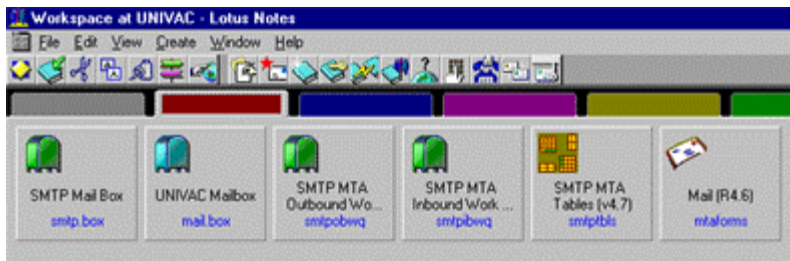 Workspace at UNIVAC - Lotus Notes
File Edit View Create Window Help
SMTP Mail Box
smtp.box
UNIVAC Mailbox
mail.box
SMTP MTA
Outbound Wo...
smtpobwq
SMTP MTA
Inbound Work ...
smtpibwq
SMTP MTA
Tables (v4.7)
smtptbls
Mail (R4.6)
mtaforms